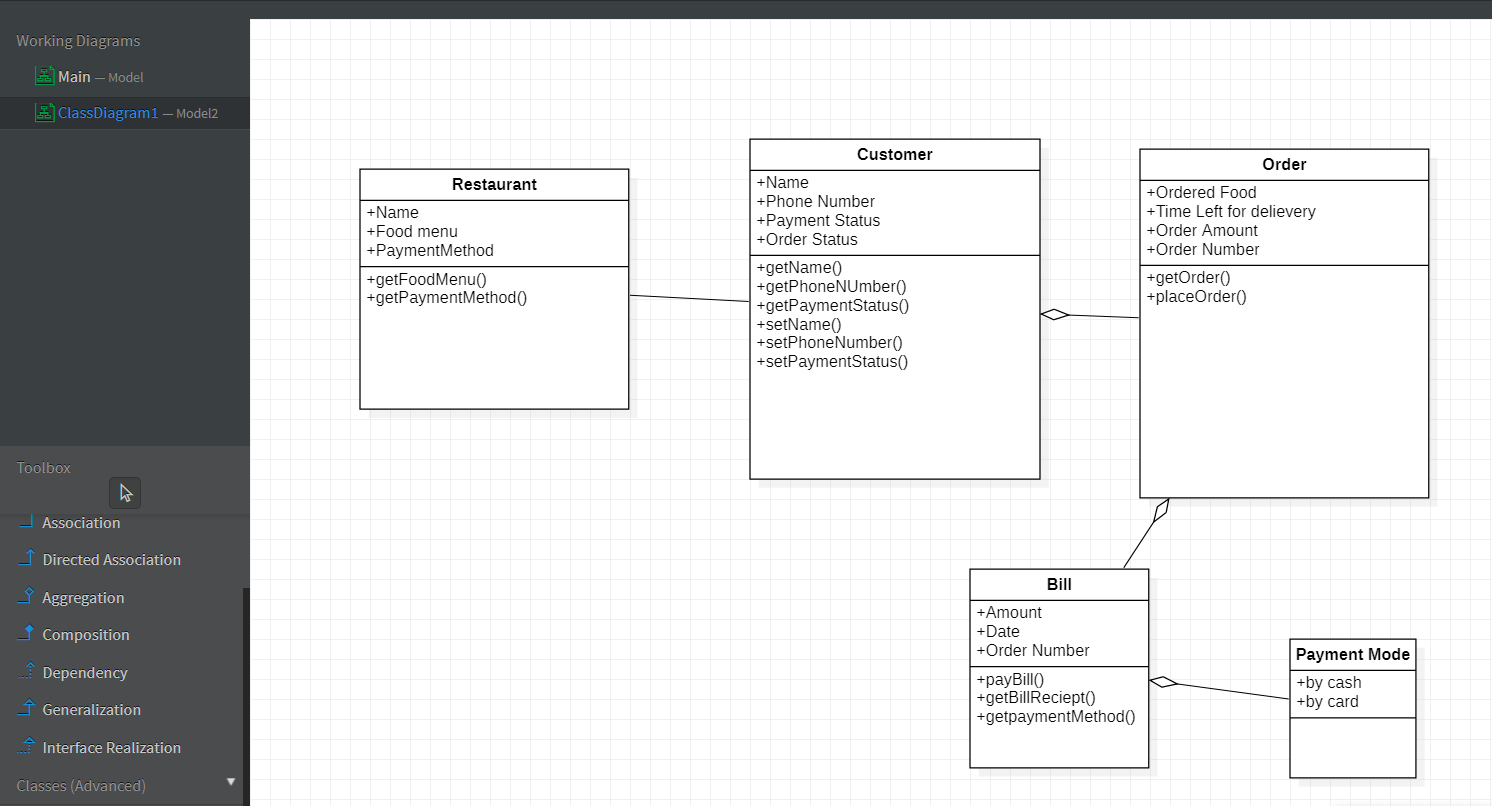 Working Diagrams
Main — Model
ClassDiagram1 — Model2
Toolbox
Association
Directed Association
Aggregation
Composition
Dependency
Generalization
Interface Realization
Classes (Advanced)
Restaurant
+Name
+Food menu
+PaymentMethod
+getFoodMenu()
+getPaymentMethod()
Customer
+Name
+Phone Number
+Payment Status
+Order Status
+getName()
+getPhoneNUmber()
+getPaymentStatus()
+setName()
+setPhoneNumber()
+setPaymentStatus()
Order
+Ordered Food
+Time Left for delievery
+Order Amount
+Order Number
+getOrder()
+placeOrder()
Bill
+Amount
+Date
+Order Number
+payBill()
+getBillReciept()
+getpaymentMethod()
Payment Mode
+by cash
+by card